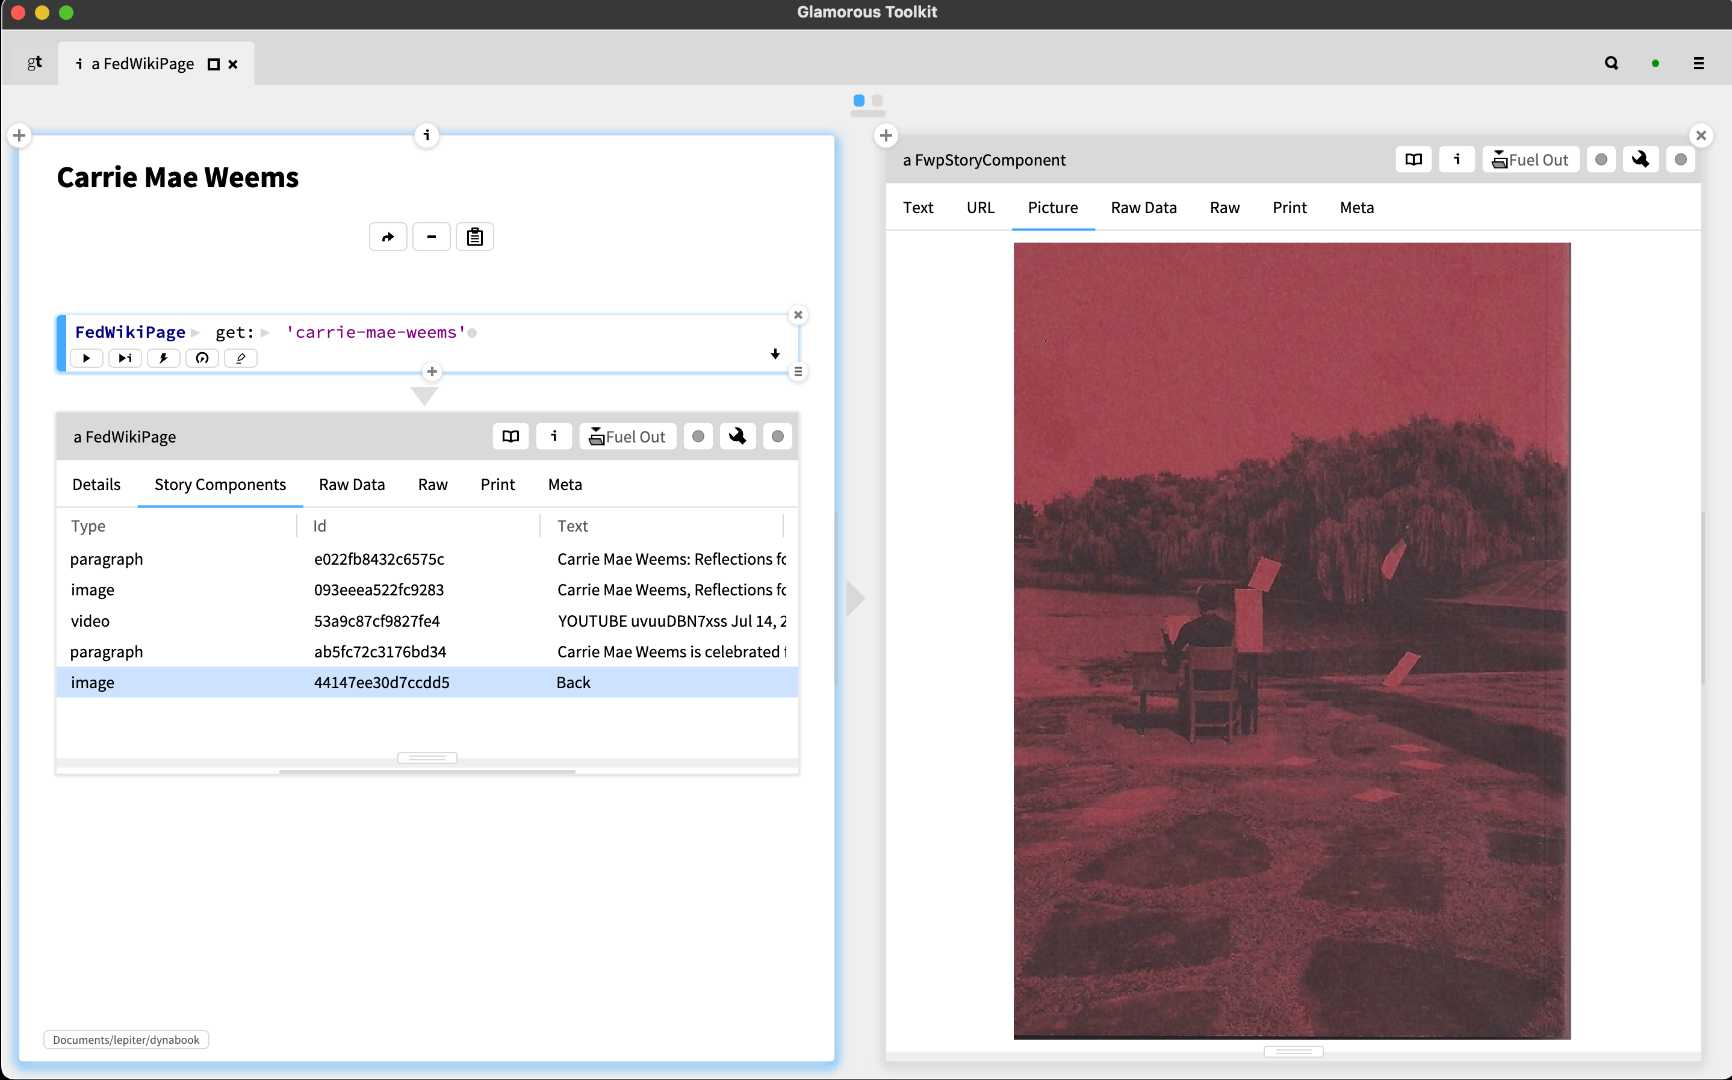 Glamorous Toolkit
gt
i a FedWikiPage
i
Carrie Mae Weems
FedWikiPage get: 'carrie-mae-weems'
i
a FedWikiPage
i
Fuel Out
Details Story Components Raw Data Raw Print Meta
Type Id Text
paragraph e022fb8432c6575c Carrie Mae Weems: Reflections fo
image 093eeea522fc9283 Carrie Mae Weems, Reflections fo
video 53a9c87cf9827fe4 YOUTUBE uvuuDBN7xss Jul 14, 2
paragraph ab5fc72c3176bd34 Carrie Mae Weems is celebrated
image 44147ee30d7ccdd5 Back
Documents/lepiter/dynabook
a FwpStoryComponent
i
Fuel Out
Text URL Picture Raw Data Raw Print Meta